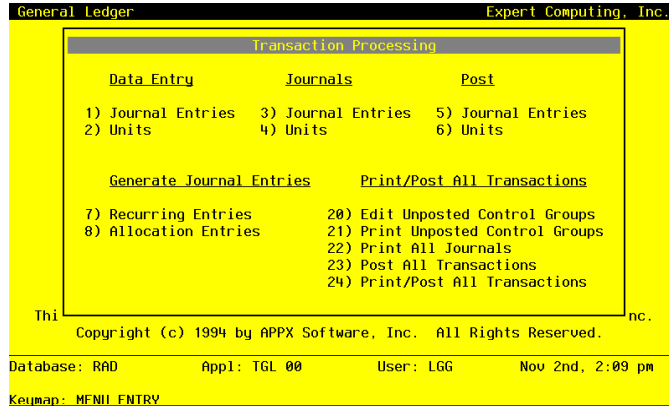 General Ledger Expert Computing, Inc.
Transaction Processing
Data Entry Journals Post
1) Journal Entries 3) Journal Entries 5) Journal Entries
2) Units 4) Units 6) Units
Generate Journal Entries Print/Post All Transactions
7) Recurring Entries 20) Edit Unposted Control Groups
8) Allocation Entries 21) Print Unposted Control Groups
22) Print All Journals
23) Post All Transactions
24) Print/Post All Transactions
Thi nc.
Copyright (c) 1994 by APPX Software, Inc. All Rights Reserved.
Database: RAD Appl: TGL 00 User: LGG Nov 2nd, 2:09 pm
Keymap: MENU ENTRY